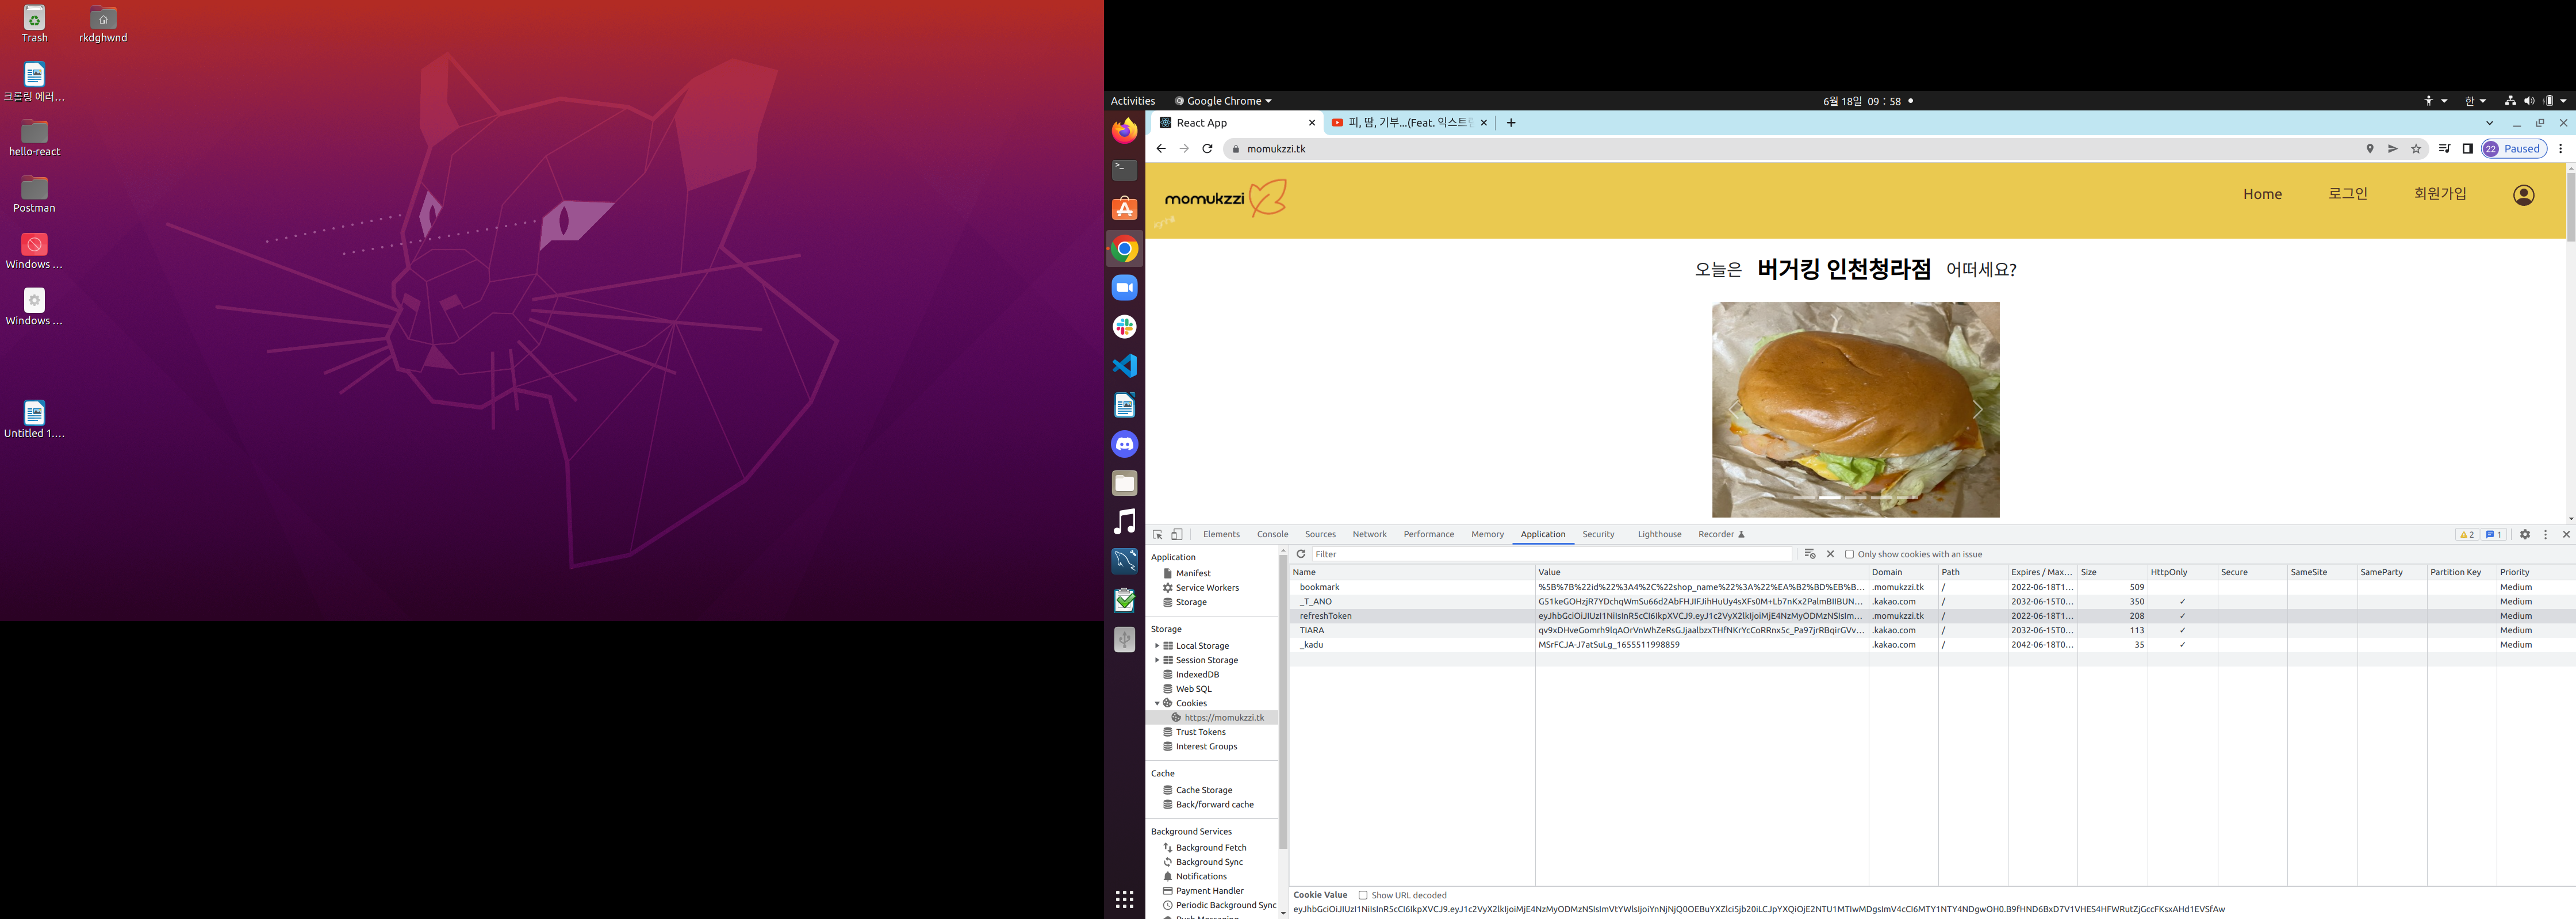 Trash
rkdghwnd
크롤링 에러...
hello-react
Postman
Windows ...
Windows ...
Untitled 1....
Activities
Google Chrome
6월 18일 09 : 58
한
React App
피, 땀, 기부...(Feat. 익스트
momukzzi.tk
22 Paused
momukzzi
Home
로그인
회원가입
오늘은 버거킹 인천청라점 어떠세요?
Elements Console Sources Network Performance Memory Application Security Lighthouse Recorder
2
1
Application
Manifest
Service Workers
Storage
Storage
Local Storage
Session Storage
IndexedDB
Web SQL
Cookies
https://momukzzi.tk
Trust Tokens
Interest Groups
Cache
Cache Storage
Back/forward cache
Background Services
Background Fetch
Background Sync
Notifications
Payment Handler
Periodic Background Sync
Filter
Only show cookies with an issue
Name Value Domain Path Expires / Max... Size HttpOnly Secure SameSite SameParty Partition Key Priority
bookmark %5B%7B%22id%22%3A4%2C%22shop_name%22%3A%22%EA%B2%BD%EB%B... .momukzzi.tk / 2022-06-18T1... 509 Medium
_T_ANO .kakao.com / 2032-06-15T0... 350 ✓ Medium
refreshToken .momukzzi.tk / 2022-06-18T1... 208 ✓ Medium
TIARA .kakao.com / 2032-06-15T0... 113 ✓ Medium
_kadu MSrFCJA-J7atSuLg_1655511998859 .kakao.com / 2042-06-18T0... 35 ✓ Medium
Cookie Value Show URL decoded